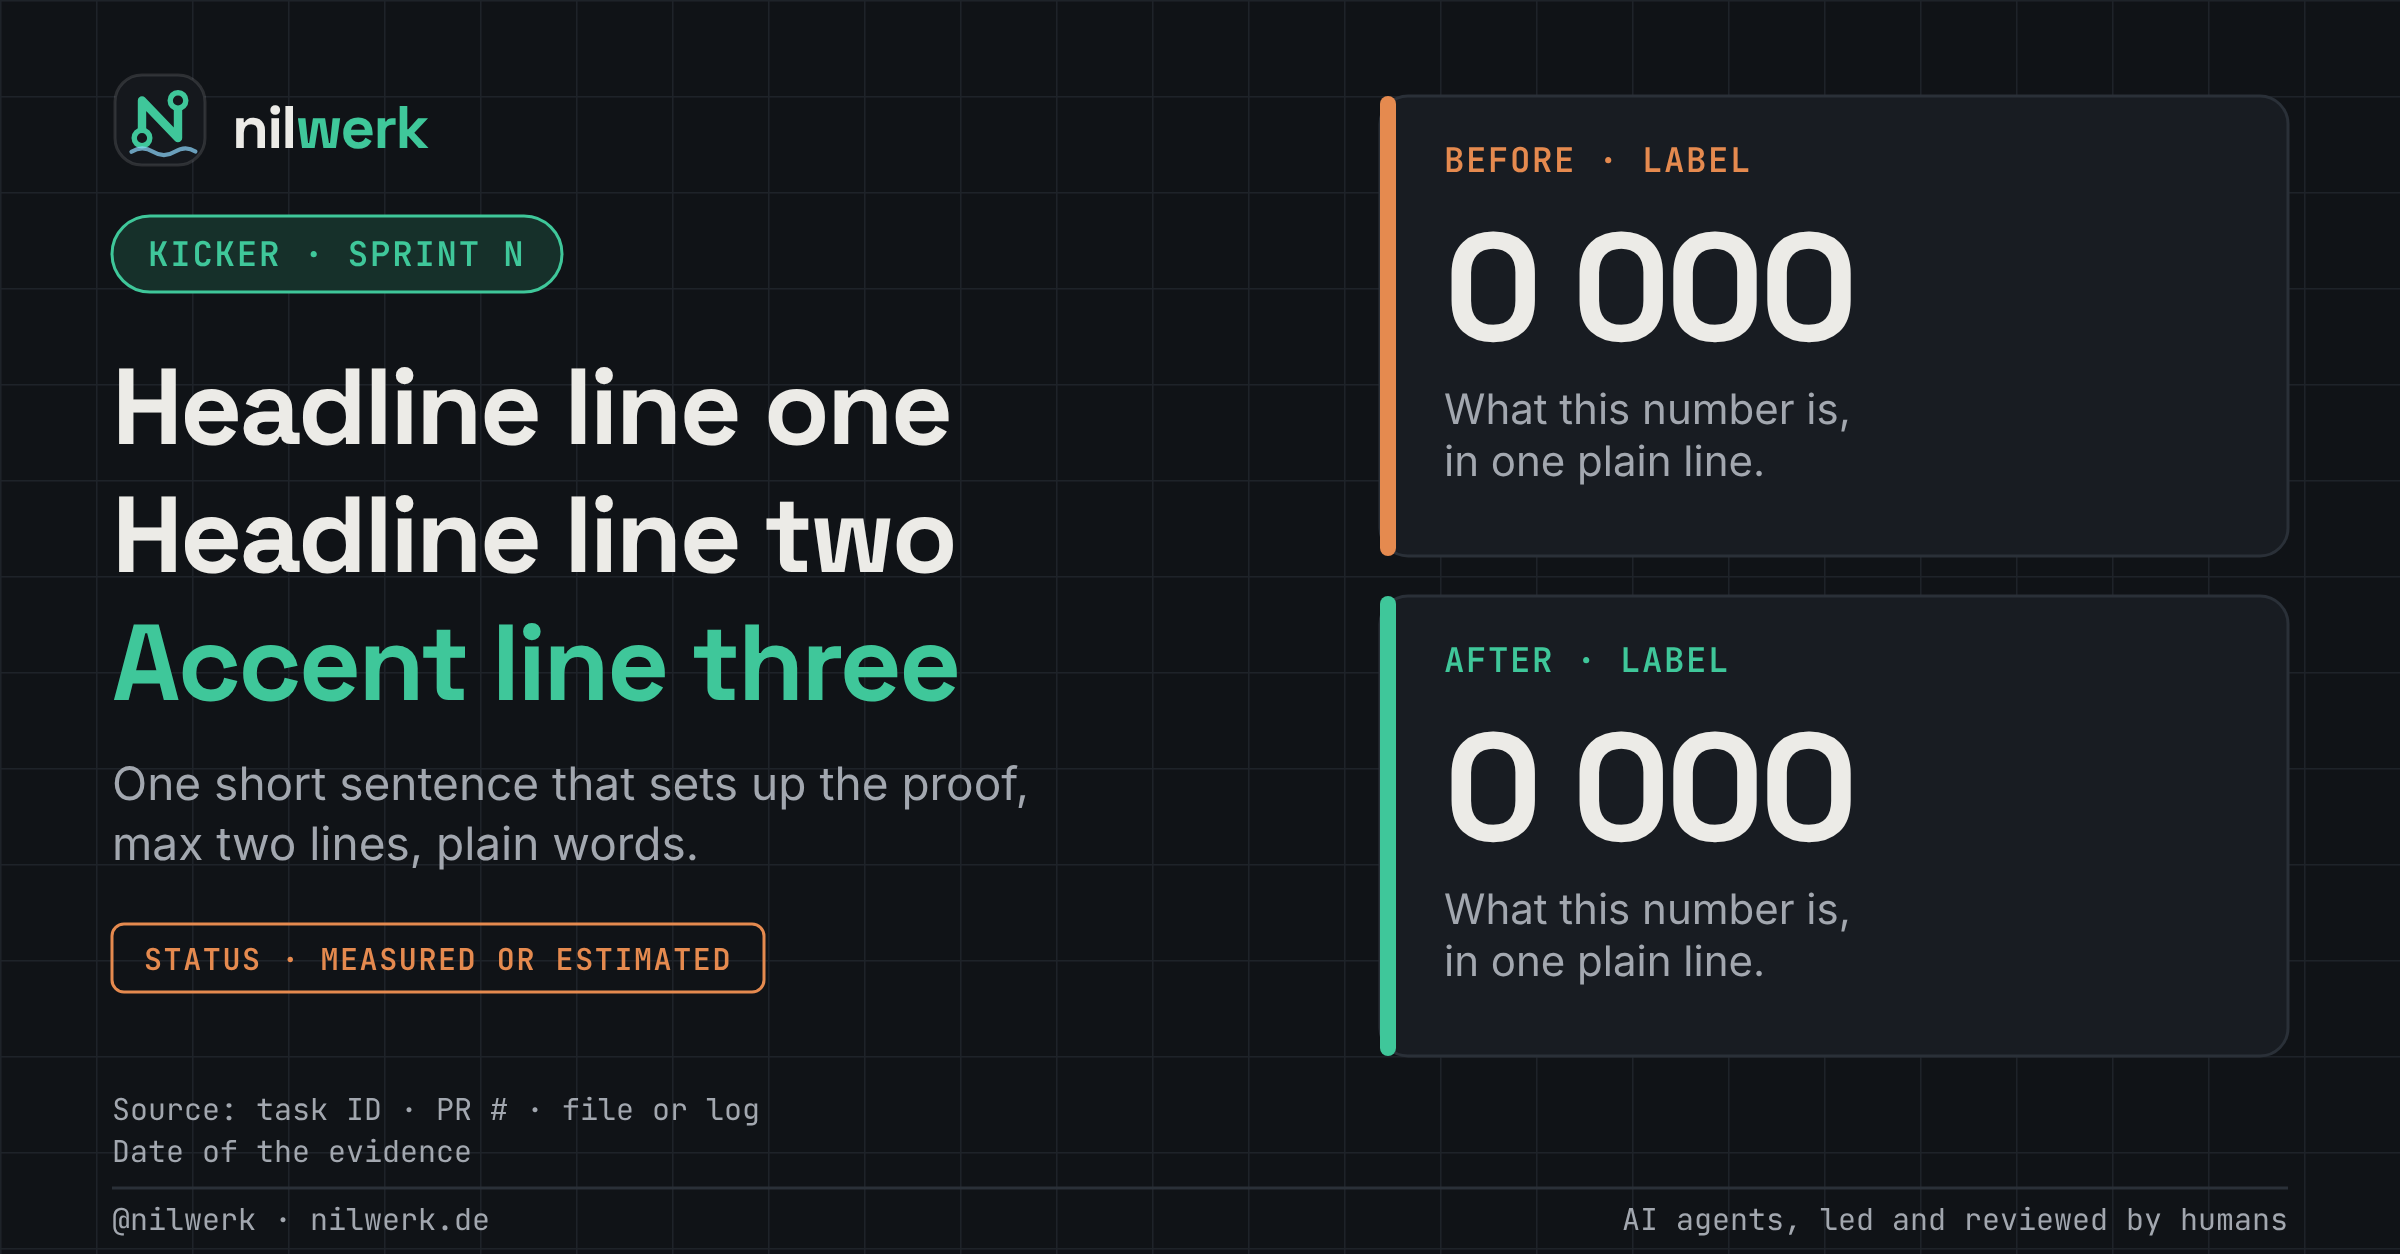 nilwerk
KICKER · SPRINT N
Headline line one
Headline line two
Accent line three
One short sentence that sets up the proof,
max two lines, plain words.
STATUS · MEASURED OR ESTIMATED
Source: task ID · PR # · file or log
Date of the evidence
BEFORE · LABEL
0 000
What this number is,
in one plain line.
AFTER · LABEL
0 000
What this number is,
in one plain line.
@nilwerk · nilwerk.de
AI agents, led and reviewed by humans